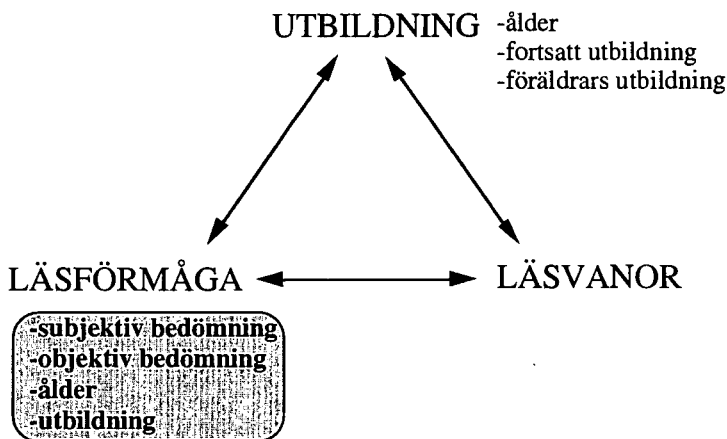 UTBILDNING -ålder
-fortsatt utbildning
-föräldrars utbildning
LÄSFÖRMÅGA
LÄSVANOR
-subjektiv bedömning
-objektiv bedömning
-ålder
-utbildning